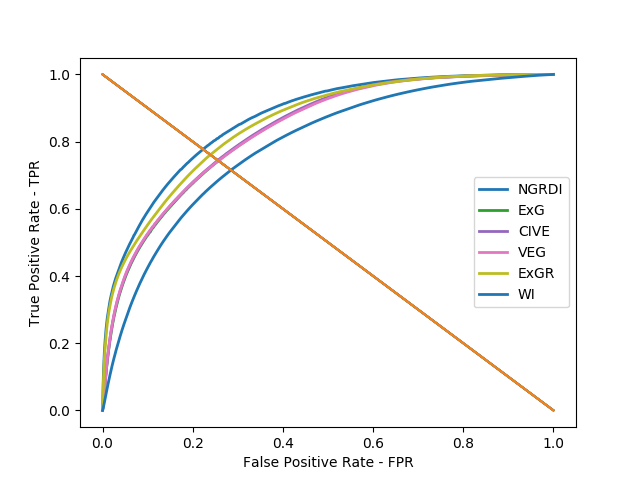 1.0
0.8
0.6
0.4
0.2
0.0
True Positive Rate - TPR
NGRDI
ExG
CIVE
VEG
ExGR
WI
0.0 0.2 0.4 0.6 0.8 1.0
False Positive Rate - FPR